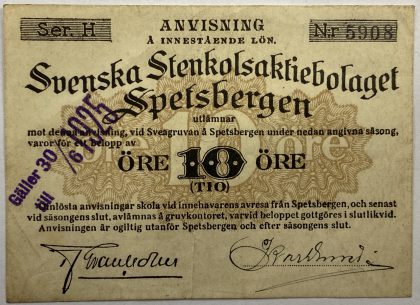 Ser. H
ANVISNING
Å INNESTÅENDE LÖN.
N:r 5908
Svenska Stenkolsaktiebolaget
Spetsbergen
utlämnar
mot denna anvisning, vid Sveagruvan å Spetsbergen under nedan angivna säsong,
varor för ett belopp av
ÖRE 10 ÖRE
(TIO)
Gäller 30/6
till
Oinlösta anvisningar skola vid innehavarens avresa från Spetsbergen, och senast
vid säsongens slut, avlämnas å gruvkontoret, varvid beloppet gottgöres i slutlikvid.
Anvisningen är ogiltig utanför Spetsbergen och efter säsongens slut.